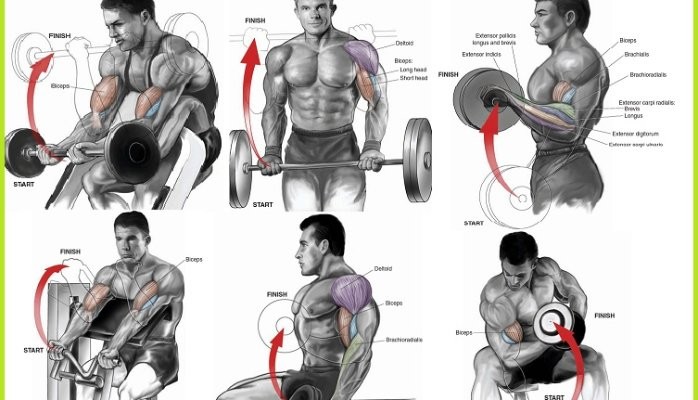 FINISH
Biceps
START
FINISH
Deltoid
Biceps:
Long head
Short head
START
Extensor pollicis
longus and brevis
Extensor indicis
Biceps
Brachialis
Brachioradialis
FINISH
Extensor carpi radialis:
Brevis
Longus
Extensor digitorum
Extensor carpi ulnaris
START
FINISH
Biceps
START
Deltoid
FINISH
Biceps
Brachioradialis
START
FINISH
Biceps
START